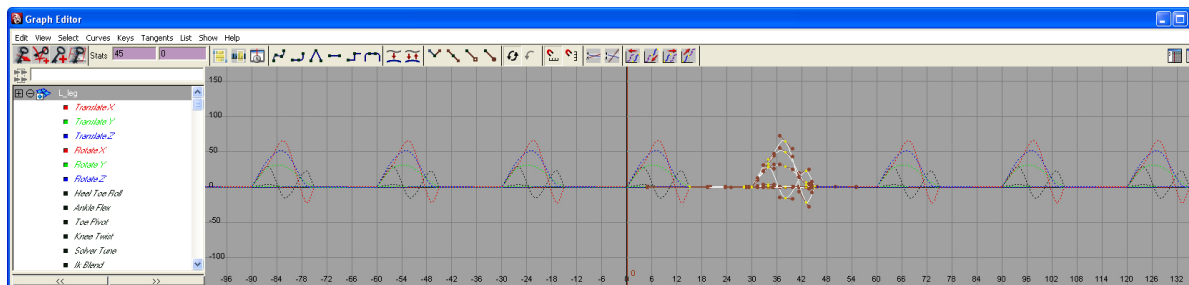 Graph Editor
Edit View Select Curves Keys Tangents List Show Help
Stats 45 0
L_leg
Translate X
Translate Y
Translate Z
Rotate X
Rotate Y
Rotate Z
Heel Toe Roll
Ankle Flex
Toe Pivot
Knee Twist
Solver Tune
Ik Blend
<< >>
150
100
50
0
-50
-100
0
-96 -90 -84 -78 -72 -66 -60 -54 -48 -42 -36 -30 -24 -18 -12 -6 0 6 12 18 24 30 36 42 48 54 60 66 72 78 84 90 96 102 108 114 120 126 132